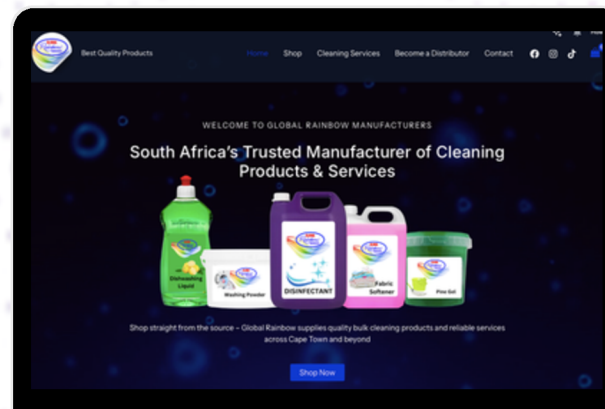 Best Quality Products
Home Shop Cleaning Services Become a Distributor Contact
WELCOME TO GLOBAL RAINBOW MANUFACTURERS
South Africa's Trusted Manufacturer of Cleaning
Products & Services
Dishwashing
Liquid
Washing Powder
DISINFECTANT
Fabric
Softener
Pine Gel
Shop straight from the source – Global Rainbow supplies quality bulk cleaning products and reliable services
across Cape Town and beyond
Shop Now